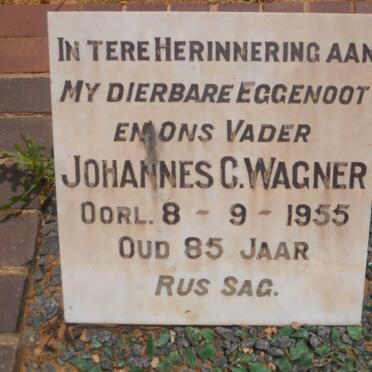 IN TERE HERINNERING AAN
MY DIERBARE EGGENOOT
EN ONS VADER
JOHANNES C. WAGNER
OORL. 8 - 9 - 1955
OUD 85 JAAR
RUS SAG.